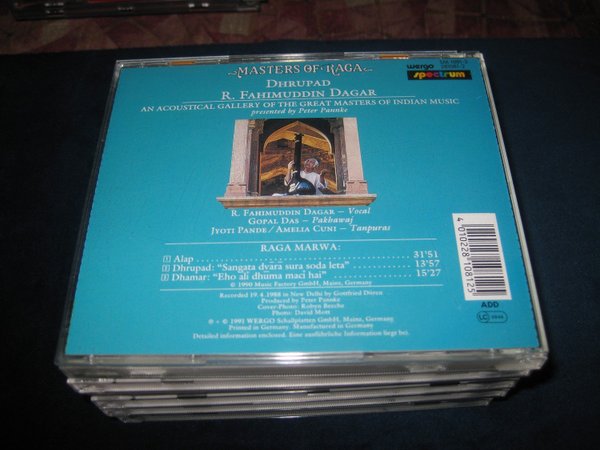 MASTERS OF RAGA
wergo
spectrum
DHRUPAD
R. FAHIMUDDIN DAGAR
AN ACOUSTICAL GALLERY OF THE GREAT MASTERS OF INDIAN MUSIC
presented by Peter Pannke
R. FAHIMUDDIN DAGAR – Vocal
GOPAL DAS – Pakhawaj
JYOTI PANDE/AMELIA CUNI – Tanpuras
RAGA MARWA:
1 Alap 31'51
2 Dhrupad: "Sangata dvara sura soda leta" 13'57
3 Dhamar: "Eho ali dhuma maci hai" 15'27
© 1990 Music Factory GmbH, Mainz, Germany
Recorded 19. 4. 1988 in New Delhi by Gottfried Düren
Produced by Peter Pannke
Cover-Photo: Robyn Beeche
Photo: David Mott
℗ + © 1991 WERGO Schallplatten GmbH, Mainz, Germany
Printed in Germany. Manufactured in Germany
Detailed information enclosed. Eine ausführliche Information liegt bei.
4 010228 108125
ADD
LC